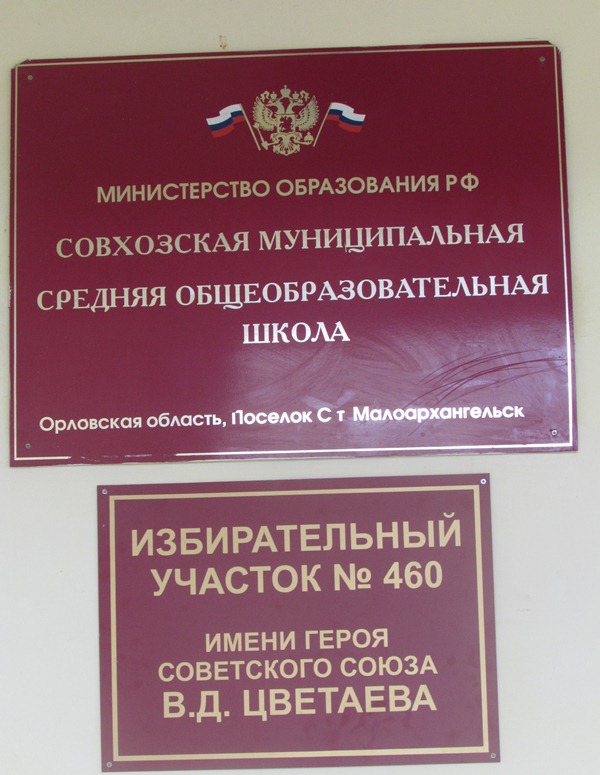 МИНИСТЕРСТВО ОБРАЗОВАНИЯ РФ
СОВХОЗСКАЯ МУНИЦИПАЛЬНАЯ
СРЕДНЯЯ ОБЩЕОБРАЗОВАТЕЛЬНАЯ
ШКОЛА
Орловская область, Поселок С т Малоархангельск
ИЗБИРАТЕЛЬНЫЙ
УЧАСТОК № 460
ИМЕНИ ГЕРОЯ
СОВЕТСКОГО СОЮЗА
В.Д. ЦВЕТАЕВА